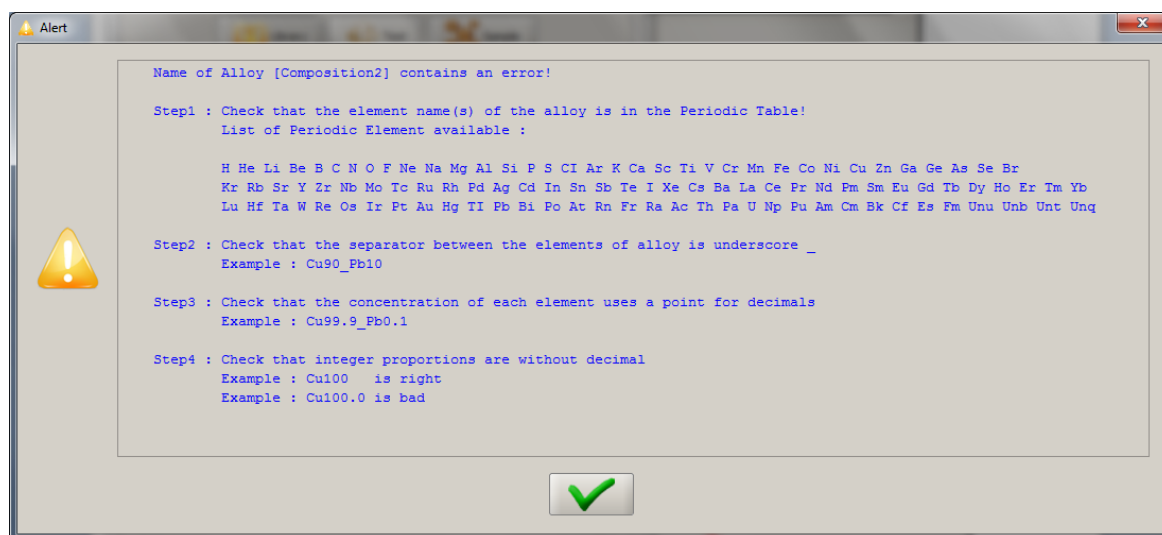 Alert
Name of Alloy [Composition2] contains an error!
Step1 : Check that the element name(s) of the alloy is in the Periodic Table!
List of Periodic Element available :
H He Li Be B C N O F Ne Na Mg Al Si P S CI Ar K Ca Sc Ti V Cr Mn Fe Co Ni Cu Zn Ga Ge As Se Br
Kr Rb Sr Y Zr Nb Mo Tc Ru Rh Pd Ag Cd In Sn Sb Te I Xe Cs Ba La Ce Pr Nd Pm Sm Eu Gd Tb Dy Ho Er Tm Yb
Lu Hf Ta W Re Os Ir Pt Au Hg TI Pb Bi Po At Rn Fr Ra Ac Th Pa U Np Pu Am Cm Bk Cf Es Fm Unu Unb Unt Unq
Step2 : Check that the separator between the elements of alloy is underscore _
Example : Cu90_Pb10
Step3 : Check that the concentration of each element uses a point for decimals
Example : Cu99.9_Pb0.1
Step4 : Check that integer proportions are without decimal
Example : Cu100 is right
Example : Cu100.0 is bad